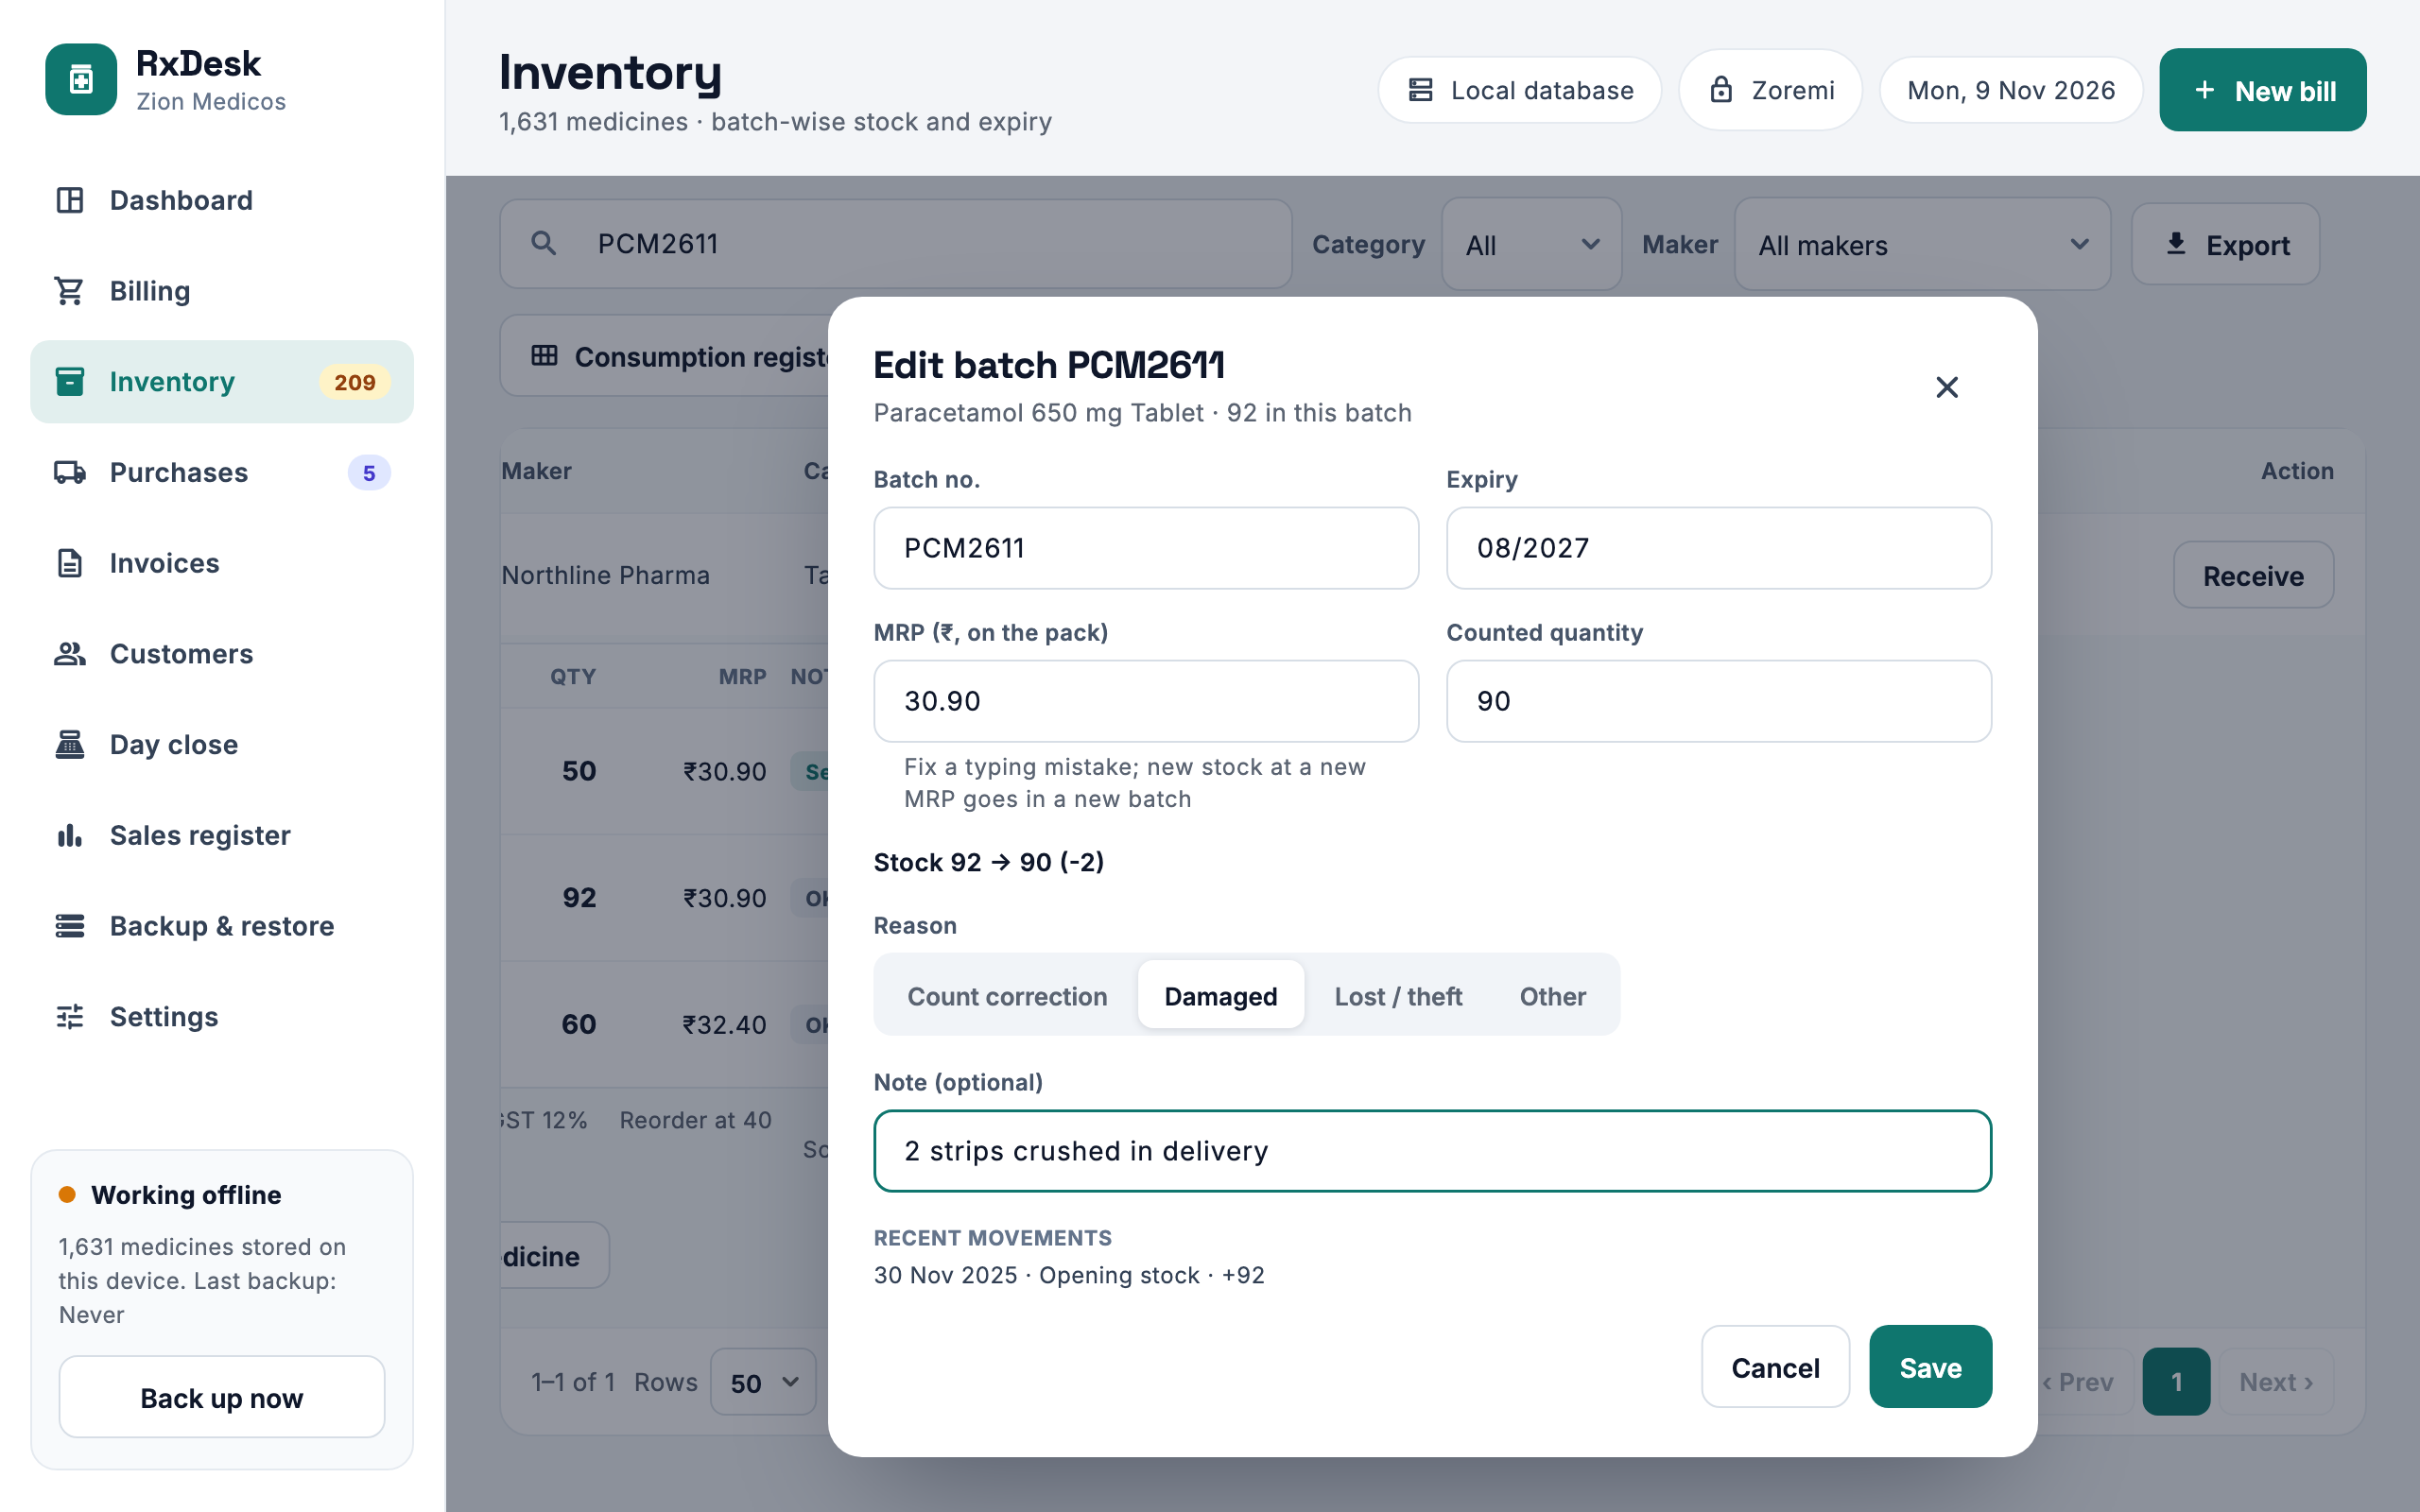 RxDesk
Zion Medicos
Dashboard
Billing
Inventory 209
Purchases 5
Invoices
Customers
Day close
Sales register
Backup & restore
Settings
Working offline
1,631 medicines stored on
this device. Last backup:
Never
Back up now
Inventory
1,631 medicines · batch-wise stock and expiry
Local database
Zoremi
Mon, 9 Nov 2026
+ New bill
PCM2611
Category All
Maker All makers
Export
Consumption
Maker
Action
Northline Pharma
Receive
QTY MRP
50 ₹30.90
92 ₹30.90
60 ₹32.40
12% Reorder at 40
1–1 of 1 Rows 50
‹ Prev 1 Next ›
Edit batch PCM2611
Paracetamol 650 mg Tablet · 92 in this batch
Batch no.
PCM2611
Expiry
08/2027
MRP (₹, on the pack)
30.90
Fix a typing mistake; new stock at a new
MRP goes in a new batch
Counted quantity
90
Stock 92 → 90 (-2)
Reason
Count correction Damaged Lost / theft Other
Note (optional)
2 strips crushed in delivery
RECENT MOVEMENTS
30 Nov 2025 · Opening stock · +92
Cancel Save